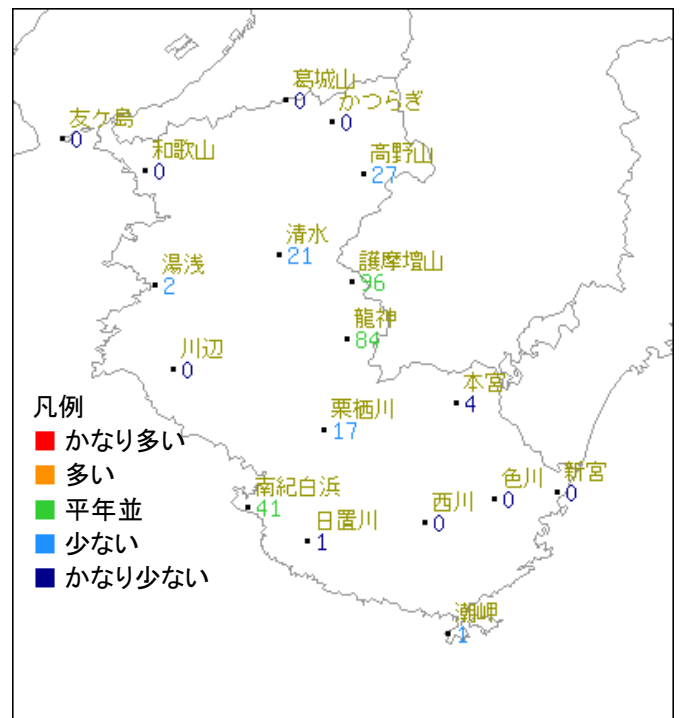 葛城山
0
かつらぎ
0
友ケ島
0
和歌山
0
高野山
27
清水
21
湯浅
2
護摩壇山
96
龍神
84
川辺
0
本宮
4
栗栖川
17
凡例
かなり多い
多い
平年並
少ない
かなり少ない
南紀白浜
41
日置川
1
西川
0
色川
0
新宮
0
潮岬
1